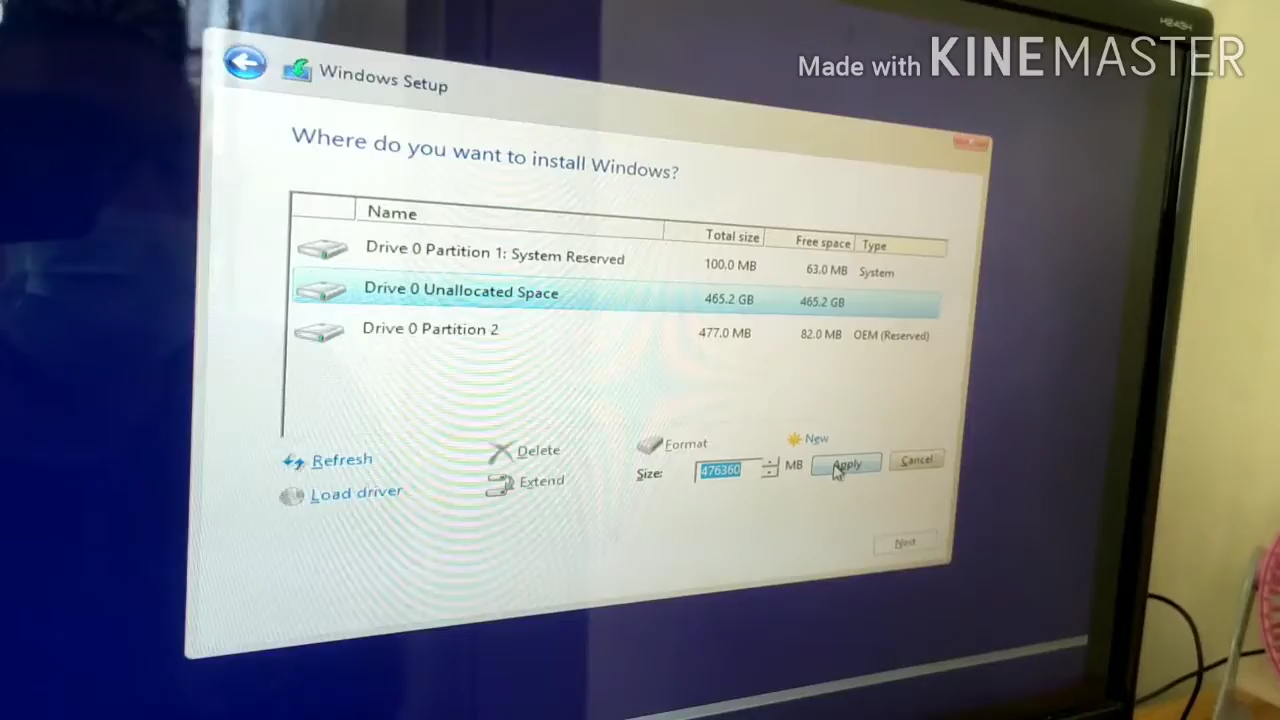 H243H
Made with KINEMASTER
Windows Setup
Where do you want to install Windows?
Name Total size Free space Type
Drive 0 Partition 1: System Reserved 100.0 MB 63.0 MB System
Drive 0 Unallocated Space 465.2 GB 465.2 GB
Drive 0 Partition 2 477.0 MB 82.0 MB OEM (Reserved)
Refresh Delete Format New
Load driver Extend Size: 476360 MB Apply Cancel
Next